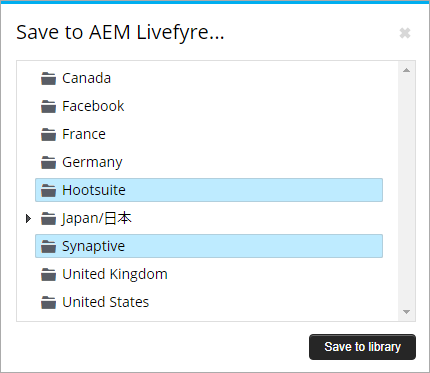 Save to AEM Livefyre...
Canada
Facebook
France
Germany
Hootsuite
Japan/日本
Synaptive
United Kingdom
United States
Save to library